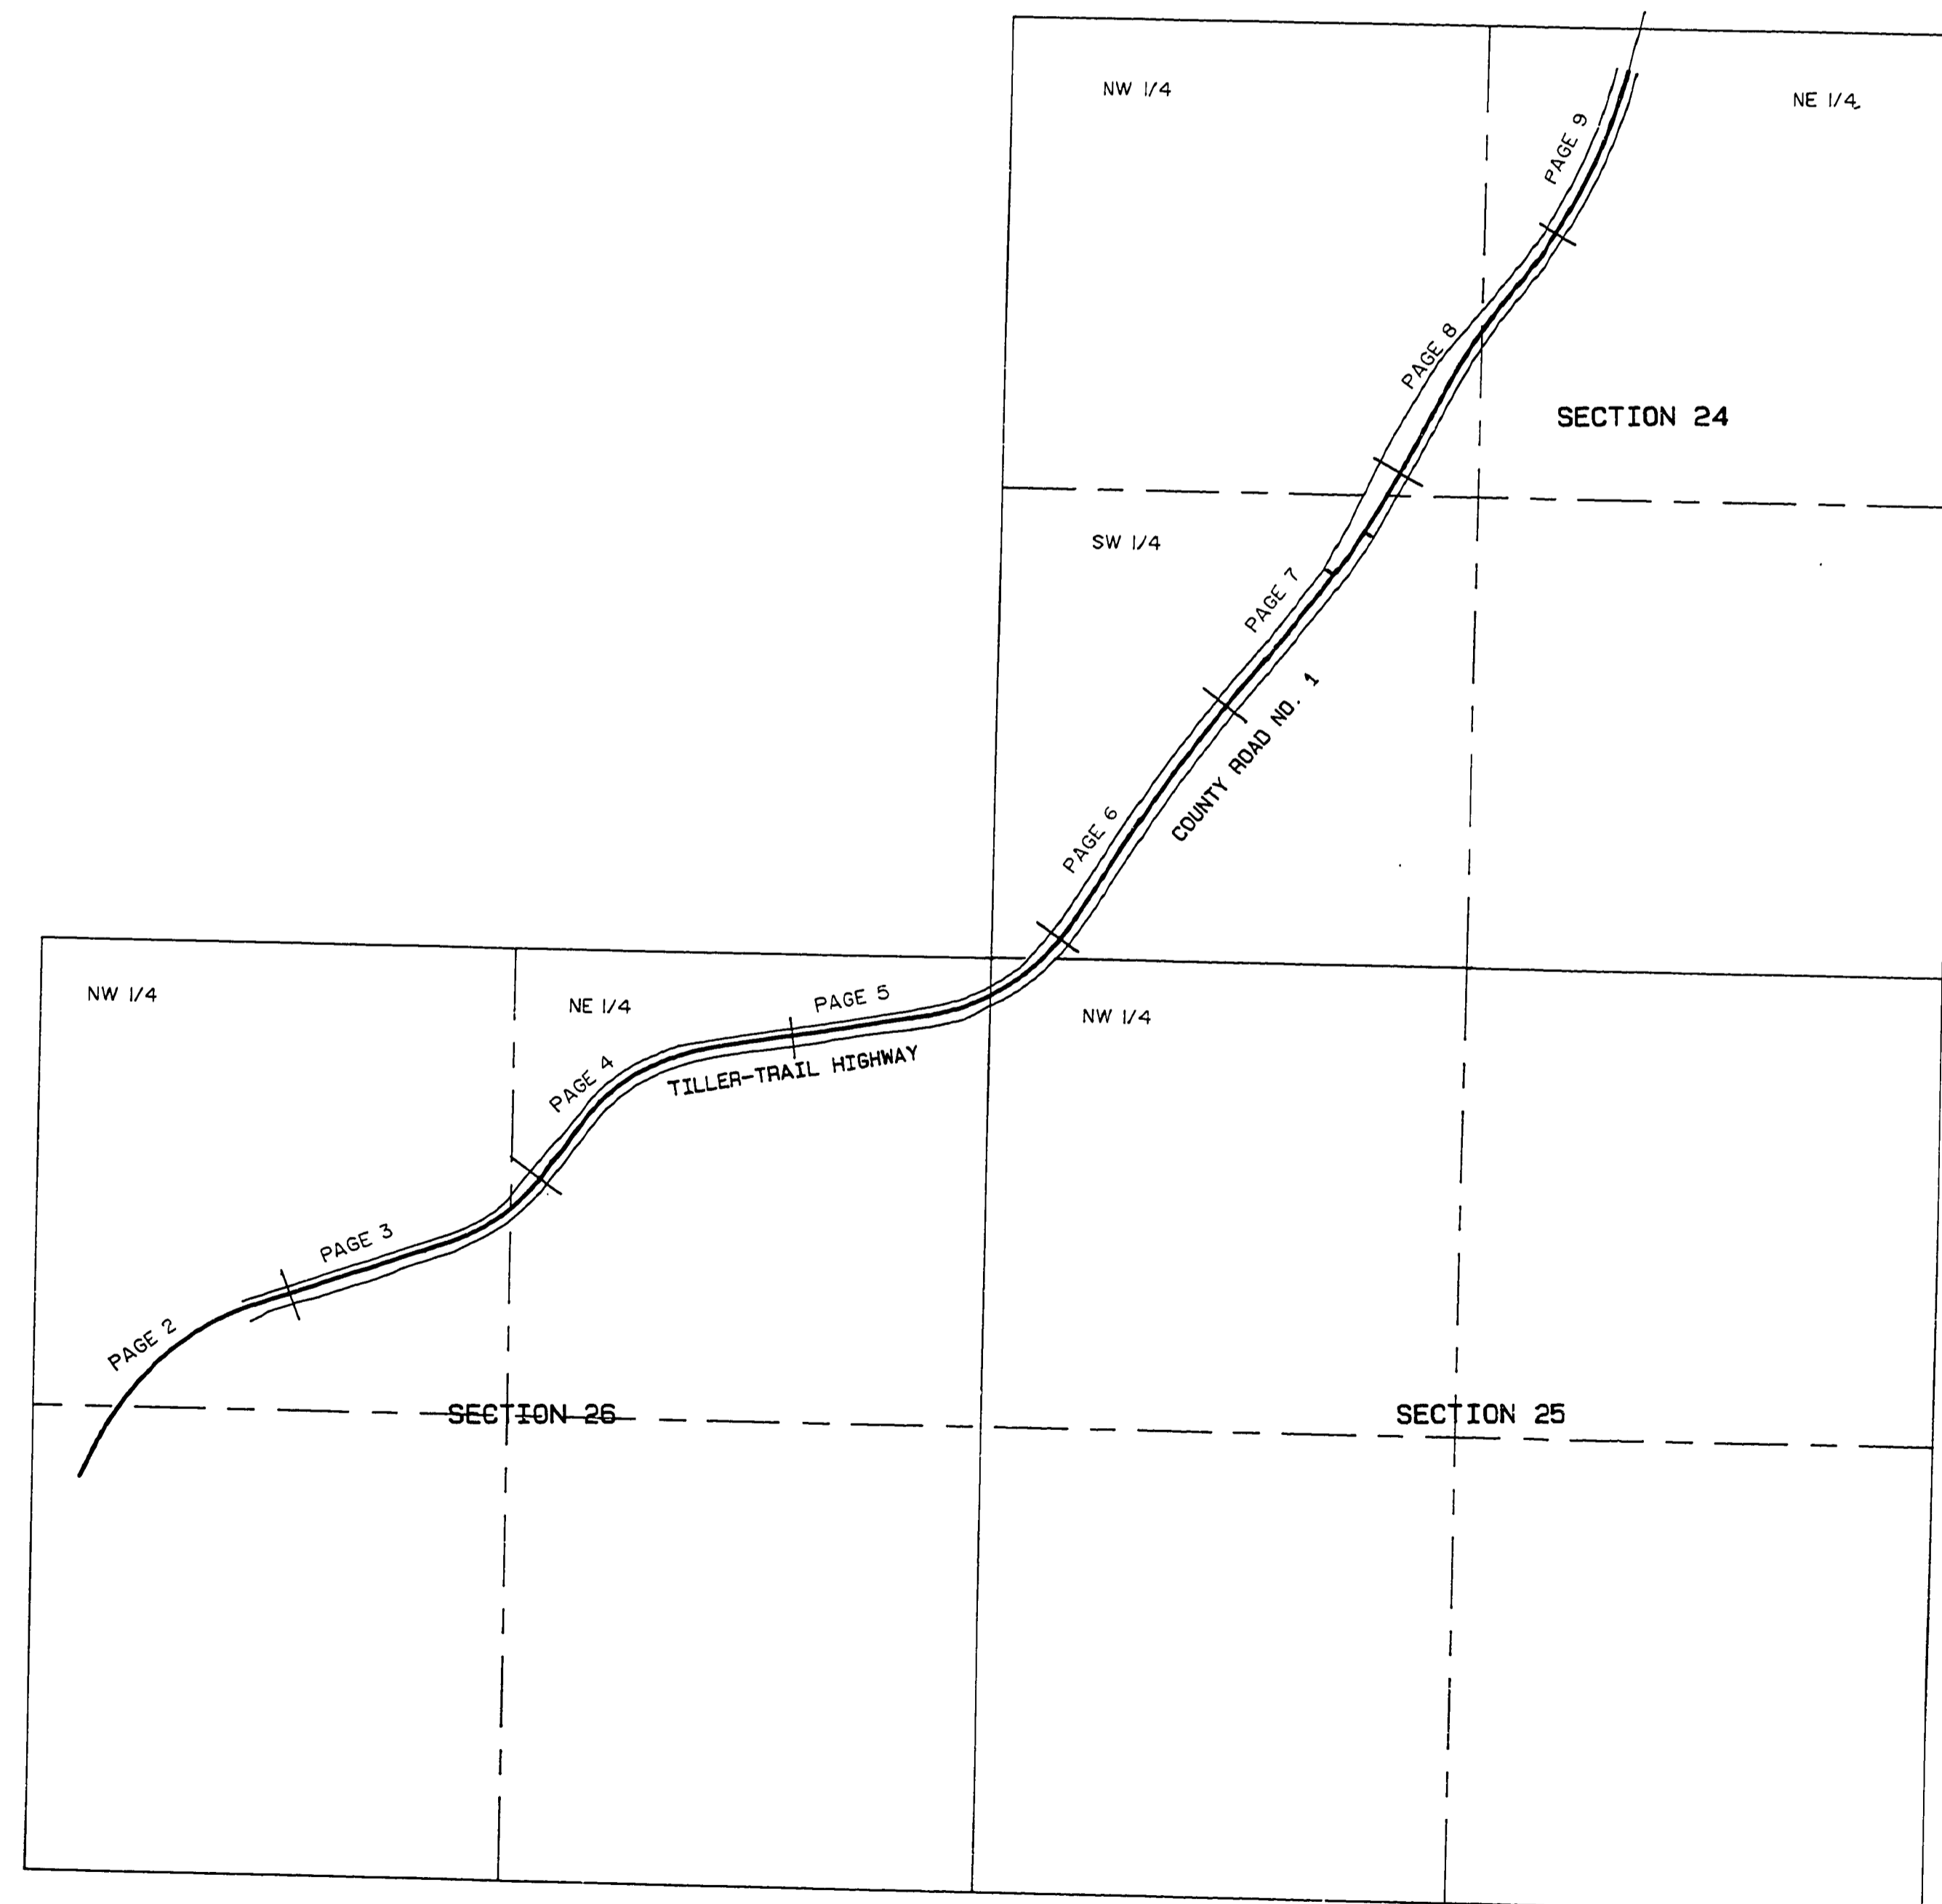 NW 1/4
NE 1/4
PAGE 9
PAGE 8
SECTION 24
SW 1/4
PAGE 7
COUNTY ROAD NO. 1
PAGE 6
NW 1/4
NE 1/4
PAGE 5
NW 1/4
PAGE 4
TILLER-TRAIL HIGHWAY
PAGE 3
PAGE 2
SECTION 26
SECTION 25